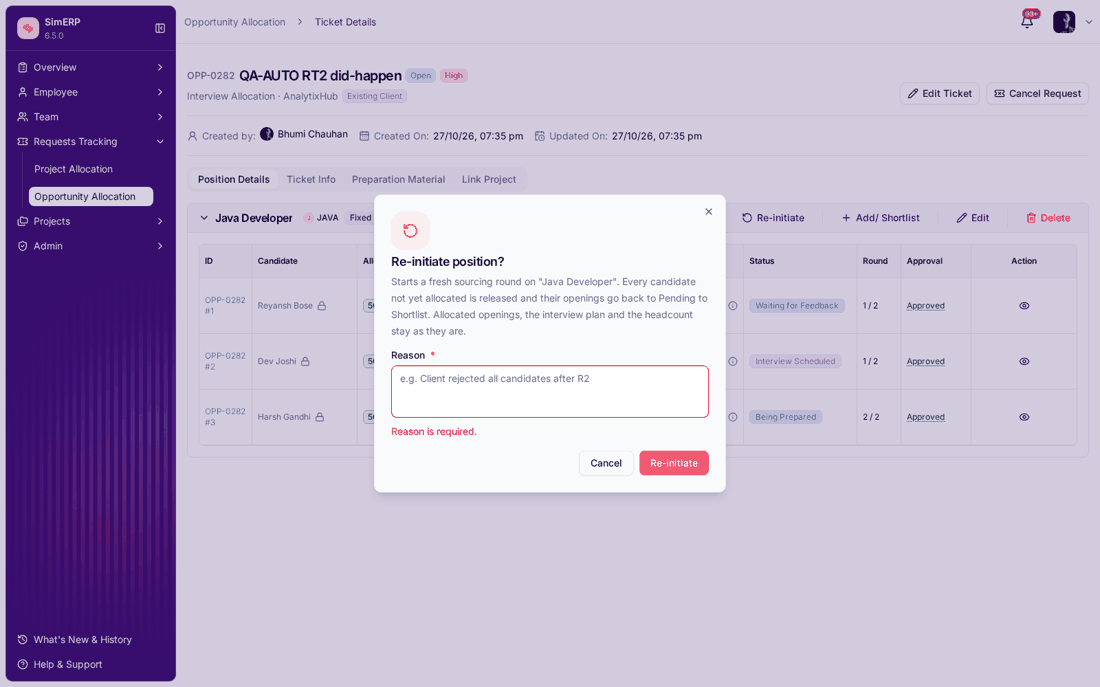 SimERP
6.5.0
Overview
Employee
Team
Requests Tracking
Project Allocation
Opportunity Allocation
Projects
Admin
What's New & History
Help & Support
Opportunity Allocation > Ticket Details
99+
OPP-0282 QA-AUTO RT2 did-happen Open High
Interview Allocation · AnalytixHub Existing Client
Edit Ticket Cancel Request
Created by: Bhumi Chauhan Created On: 27/10/26, 07:35 pm Updated On: 27/10/26, 07:35 pm
Position Details Ticket Info Preparation Material Link Project
Java Developer JAVA Fixed Re-initiate Add/ Shortlist Edit Delete
ID Candidate Status Round Approval Action
OPP-0282 #1 Reyansh Bose Waiting for Feedback 1 / 2 Approved
OPP-0282 #2 Dev Joshi Interview Scheduled 1 / 2 Approved
OPP-0282 #3 Harsh Gandhi Being Prepared 2 / 2 Approved
Re-initiate position?
Starts a fresh sourcing round on "Java Developer". Every candidate
not yet allocated is released and their openings go back to Pending to
Shortlist. Allocated openings, the interview plan and the headcount
stay as they are.
Reason *
e.g. Client rejected all candidates after R2
Reason is required.
Cancel Re-initiate